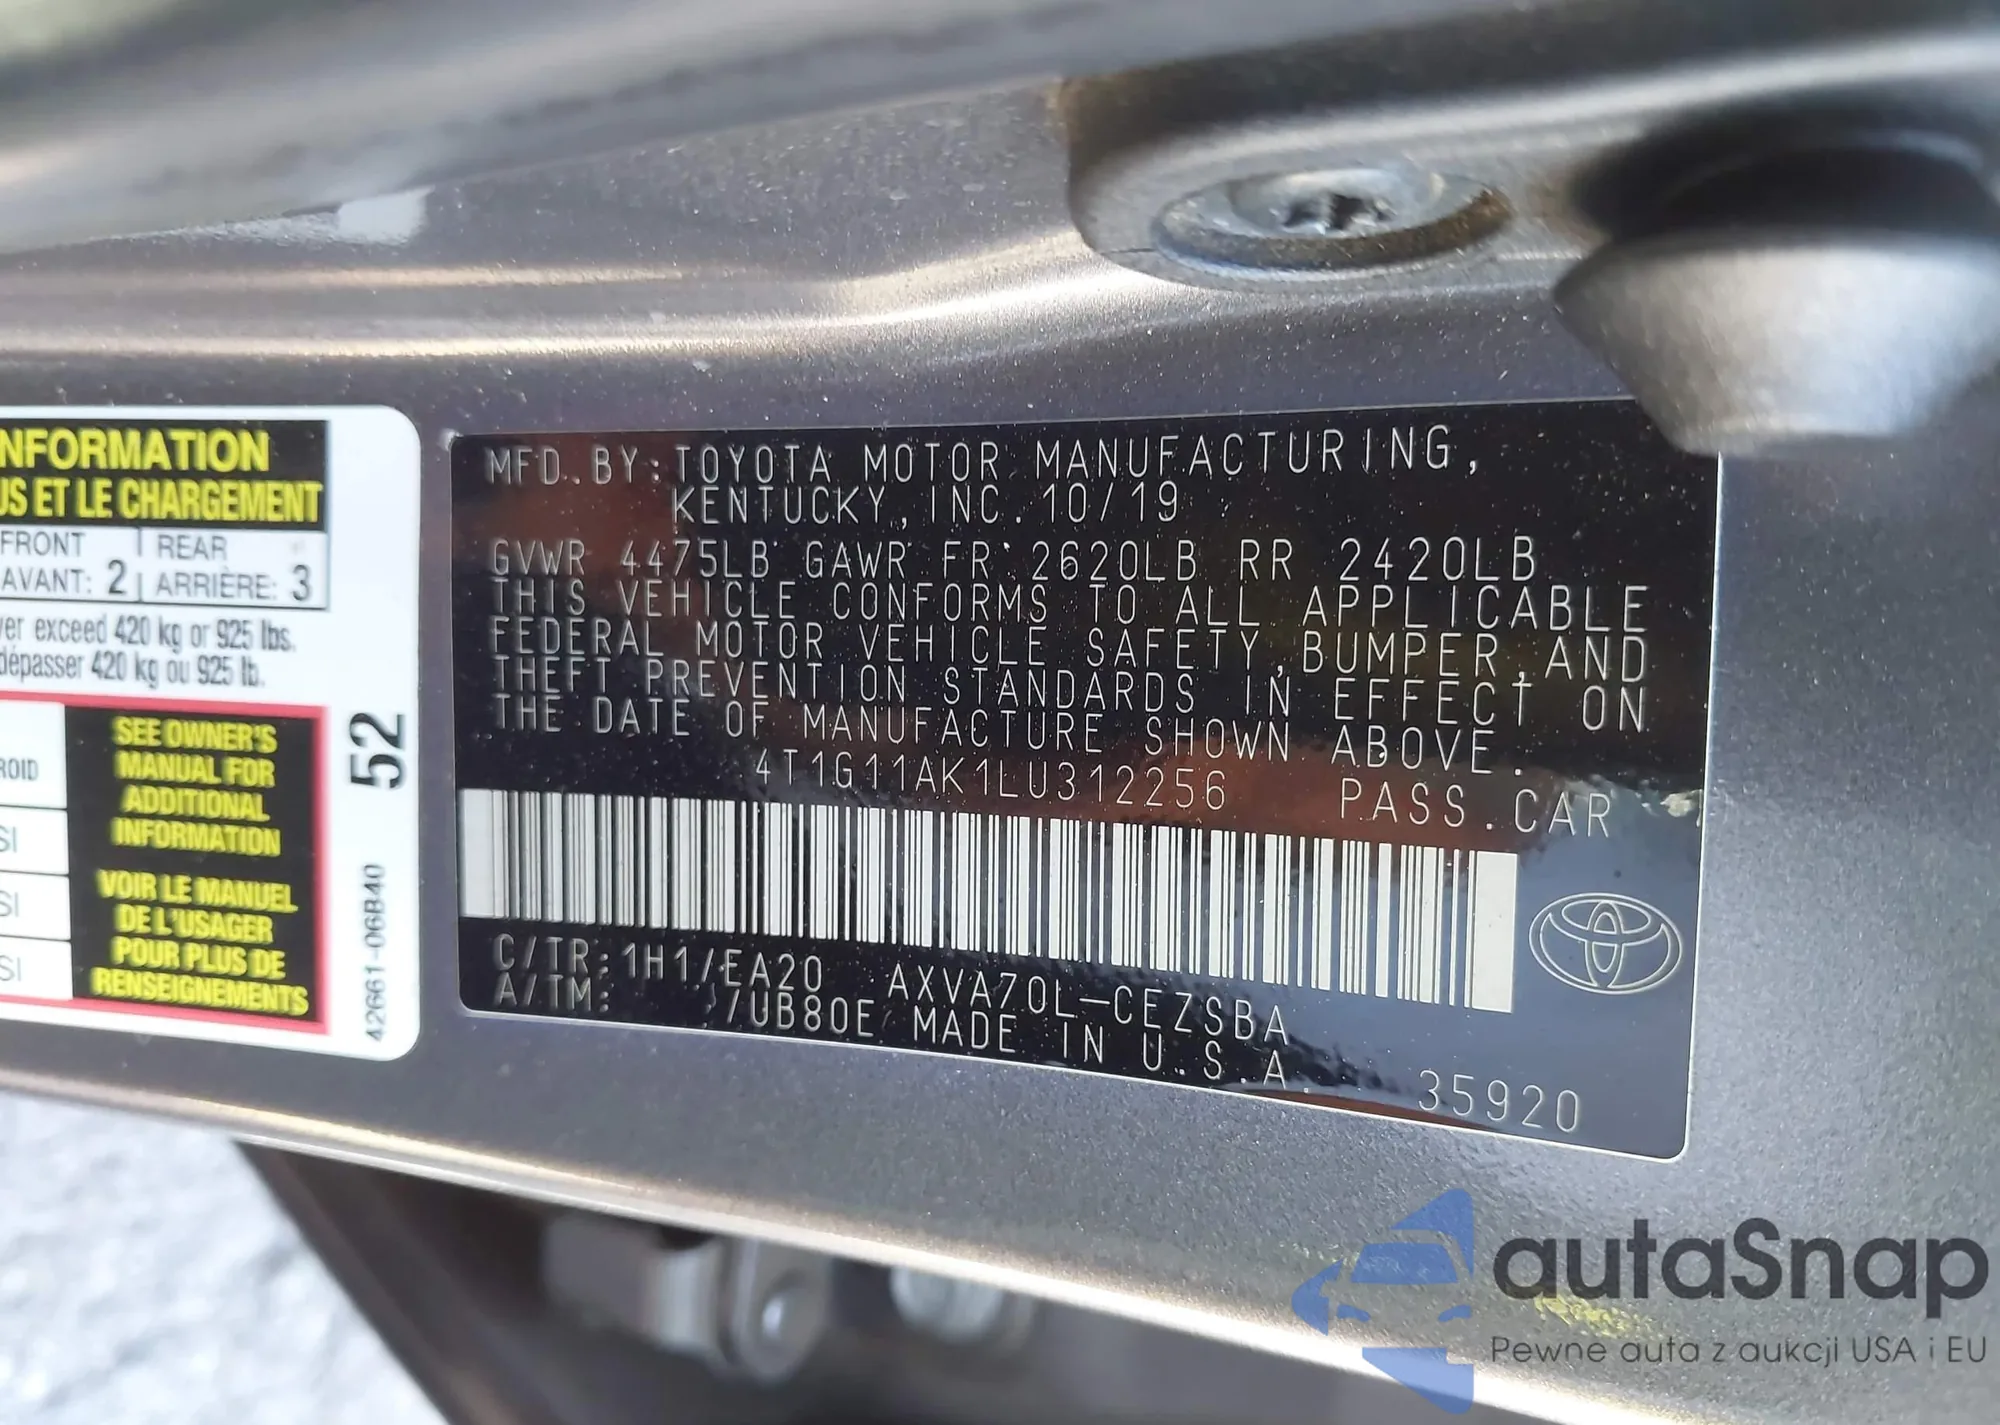 NFORMATION
US ET LE CHARGEMENT
FRONT REAR
AVANT: 2 ARRIÈRE: 3
ver exceed 420 kg or 925 lbs.
dépasser 420 kg ou 925 lb.
ROID
SI
SI
SI
SEE OWNER'S
MANUAL FOR
ADDITIONAL
INFORMATION
VOIR LE MANUEL
DE L'USAGER
POUR PLUS DE
RENSEIGNEMENTS
52
42661-06B40
MFD. BY: TOYOTA MOTOR MANUFACTURING,
KENTUCKY, INC. 10/19
GVWR 4475LB GAWR FR 2620LB RR 2420LB
THIS VEHICLE CONFORMS TO ALL APPLICABLE
FEDERAL MOTOR VEHICLE SAFETY, BUMPER, AND
THEFT PREVENTION STANDARDS IN EFFECT ON
THE DATE OF MANUFACTURE SHOWN ABOVE.
4T1G11AK1LU312256 PASS. CAR
C/TR: 1H1/EA20 AXVA70L-CEZSBA
A/TM: /UB80E MADE IN U.S.A.
35920
autaSnap
Pewne auta z aukcji USA i EU